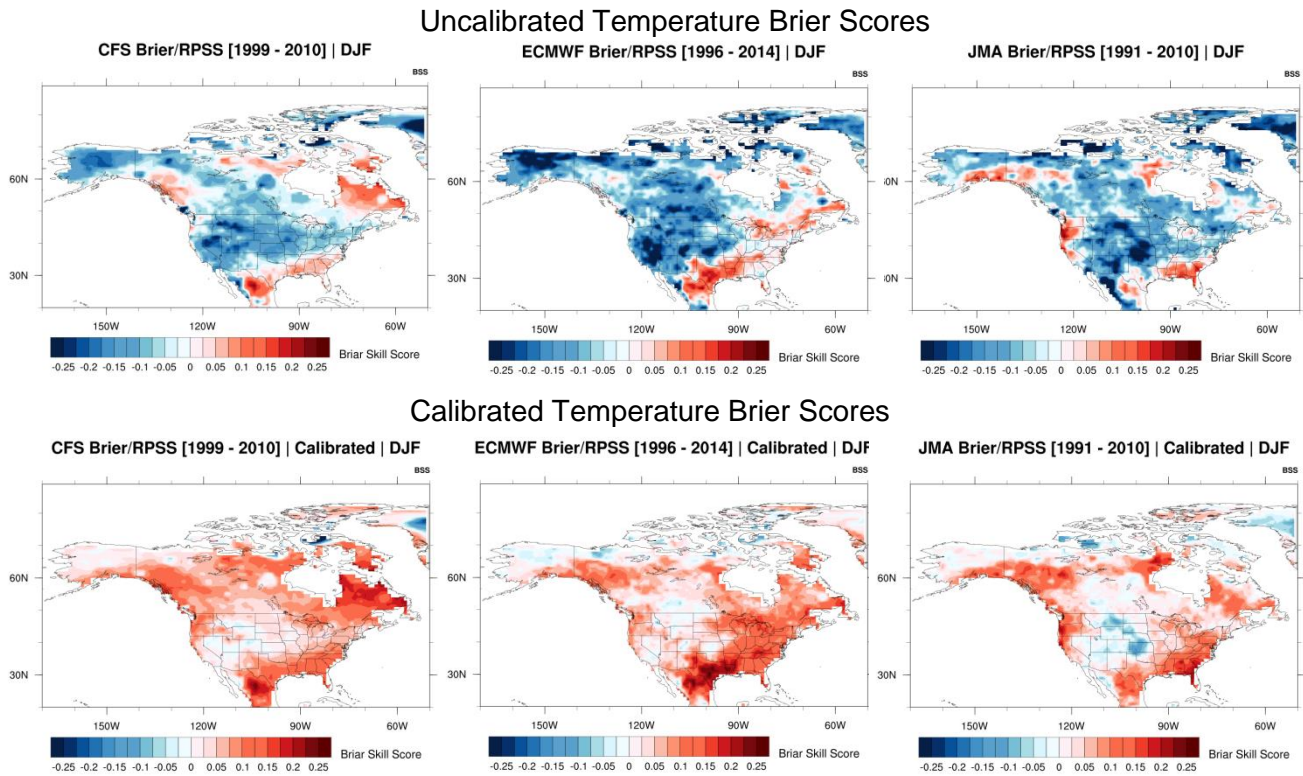 Uncalibrated Temperature Brier Scores
CFS Brier/RPSS [1999 - 2010] | DJF
BSS
60N
30N
150W 120W 90W 60W
-0.25 -0.2 -0.15 -0.1 -0.05 0 0.05 0.1 0.15 0.2 0.25
Briar Skill Score
ECMWF Brier/RPSS [1996 - 2014] | DJF
BSS
60N
30N
150W 120W 90W 60W
-0.25 -0.2 -0.15 -0.1 -0.05 0 0.05 0.1 0.15 0.2 0.25
Briar Skill Score
JMA Brier/RPSS [1991 - 2010] | DJF
BSS
60N
30N
150W 120W 90W 60W
-0.25 -0.2 -0.15 -0.1 -0.05 0 0.05 0.1 0.15 0.2 0.25
Briar Skill Score
Calibrated Temperature Brier Scores
CFS Brier/RPSS [1999 - 2010] | Calibrated | DJF
BSS
60N
30N
150W 120W 90W 60W
-0.25 -0.2 -0.15 -0.1 -0.05 0 0.05 0.1 0.15 0.2 0.25
Briar Skill Score
ECMWF Brier/RPSS [1996 - 2014] | Calibrated | DJF
60N
30N
150W 120W 90W 60W
-0.25 -0.2 -0.15 -0.1 -0.05 0 0.05 0.1 0.15 0.2 0.25
Briar Skill Score
JMA Brier/RPSS [1991 - 2010] | Calibrated | DJF
BSS
60N
30N
150W 120W 90W 60W
-0.25 -0.2 -0.15 -0.1 -0.05 0 0.05 0.1 0.15 0.2 0.25
Briar Skill Score